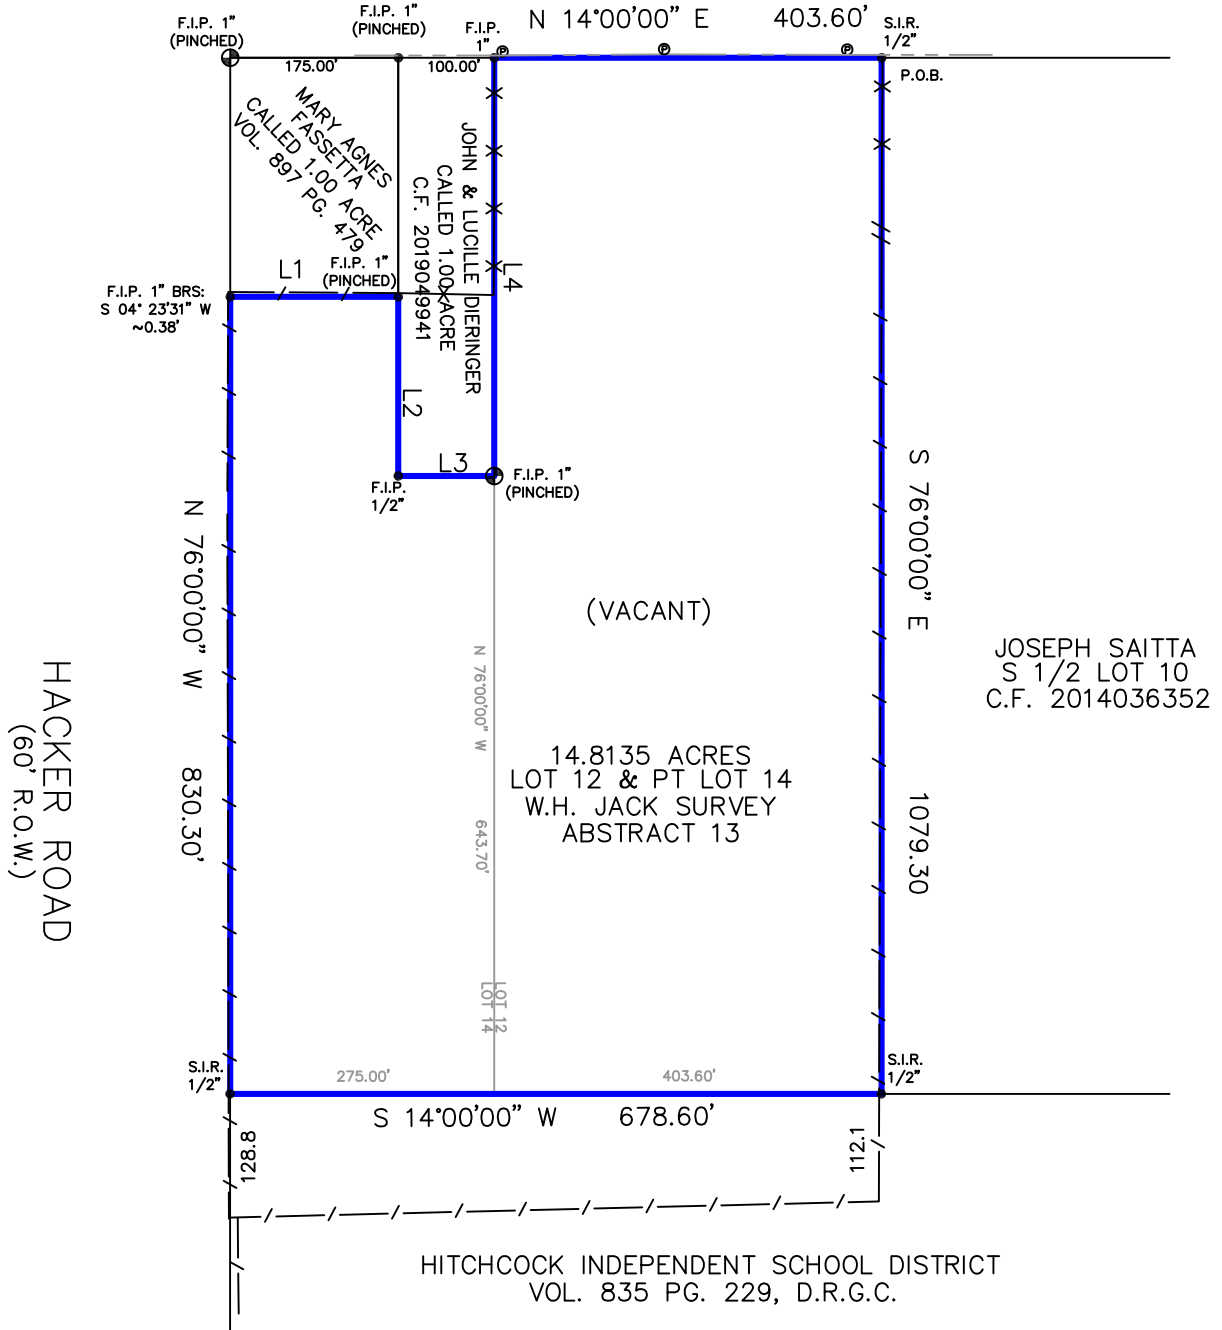 F.I.P. 1"
(PINCHED)
F.I.P. 1"
(PINCHED)
F.I.P.
1"
N 14°00'00" E 403.60'
S.I.R.
1/2"
P.O.B.
175.00'
100.00'
MARY AGNES
FASSETTA
CALLED 1.00 ACRE
VOL. 897 PG. 479
JOHN & LUCILLE DIERINGER
CALLED 1.00 ACRE
C.F. 2019049941
L1
F.I.P. 1"
(PINCHED)
L4
F.I.P. 1" BRS:
S 04° 23'31" W
~0.38'
L2
L3
F.I.P.
1/2"
F.I.P. 1"
(PINCHED)
N 76°00'00" W 830.30'
S 76°00'00" E 1079.30
(VACANT)
JOSEPH SAITTA
S 1/2 LOT 10
C.F. 2014036352
HACKER ROAD
(60' R.O.W.)
N 76°00'00" W 643.70'
14.8135 ACRES
LOT 12 & PT LOT 14
W.H. JACK SURVEY
ABSTRACT 13
LOT 12
LOT 14
S.I.R.
1/2"
275.00'
403.60'
S.I.R.
1/2"
S 14°00'00" W 678.60'
128.8
112.1
HITCHCOCK INDEPENDENT SCHOOL DISTRICT
VOL. 835 PG. 229, D.R.G.C.
P
P
P